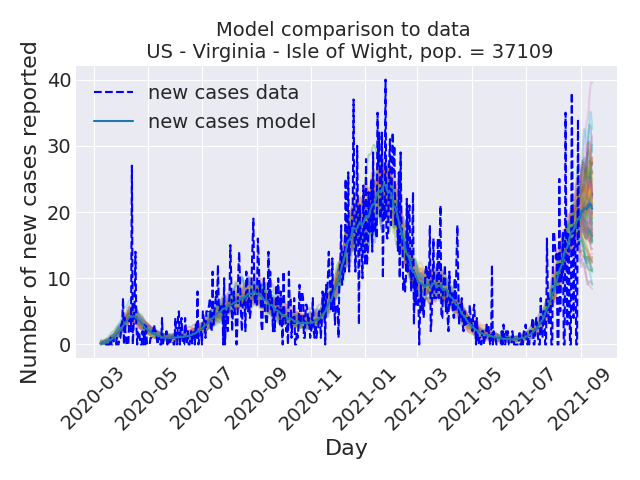 Model comparison to data
US - Virginia - Isle of Wight, pop. = 37109
Number of new cases reported
40
30
20
10
0
new cases data
new cases model
2020-03
2020-05
2020-07
2020-09
2020-11
2021-01
2021-03
2021-05
2021-07
2021-09
Day